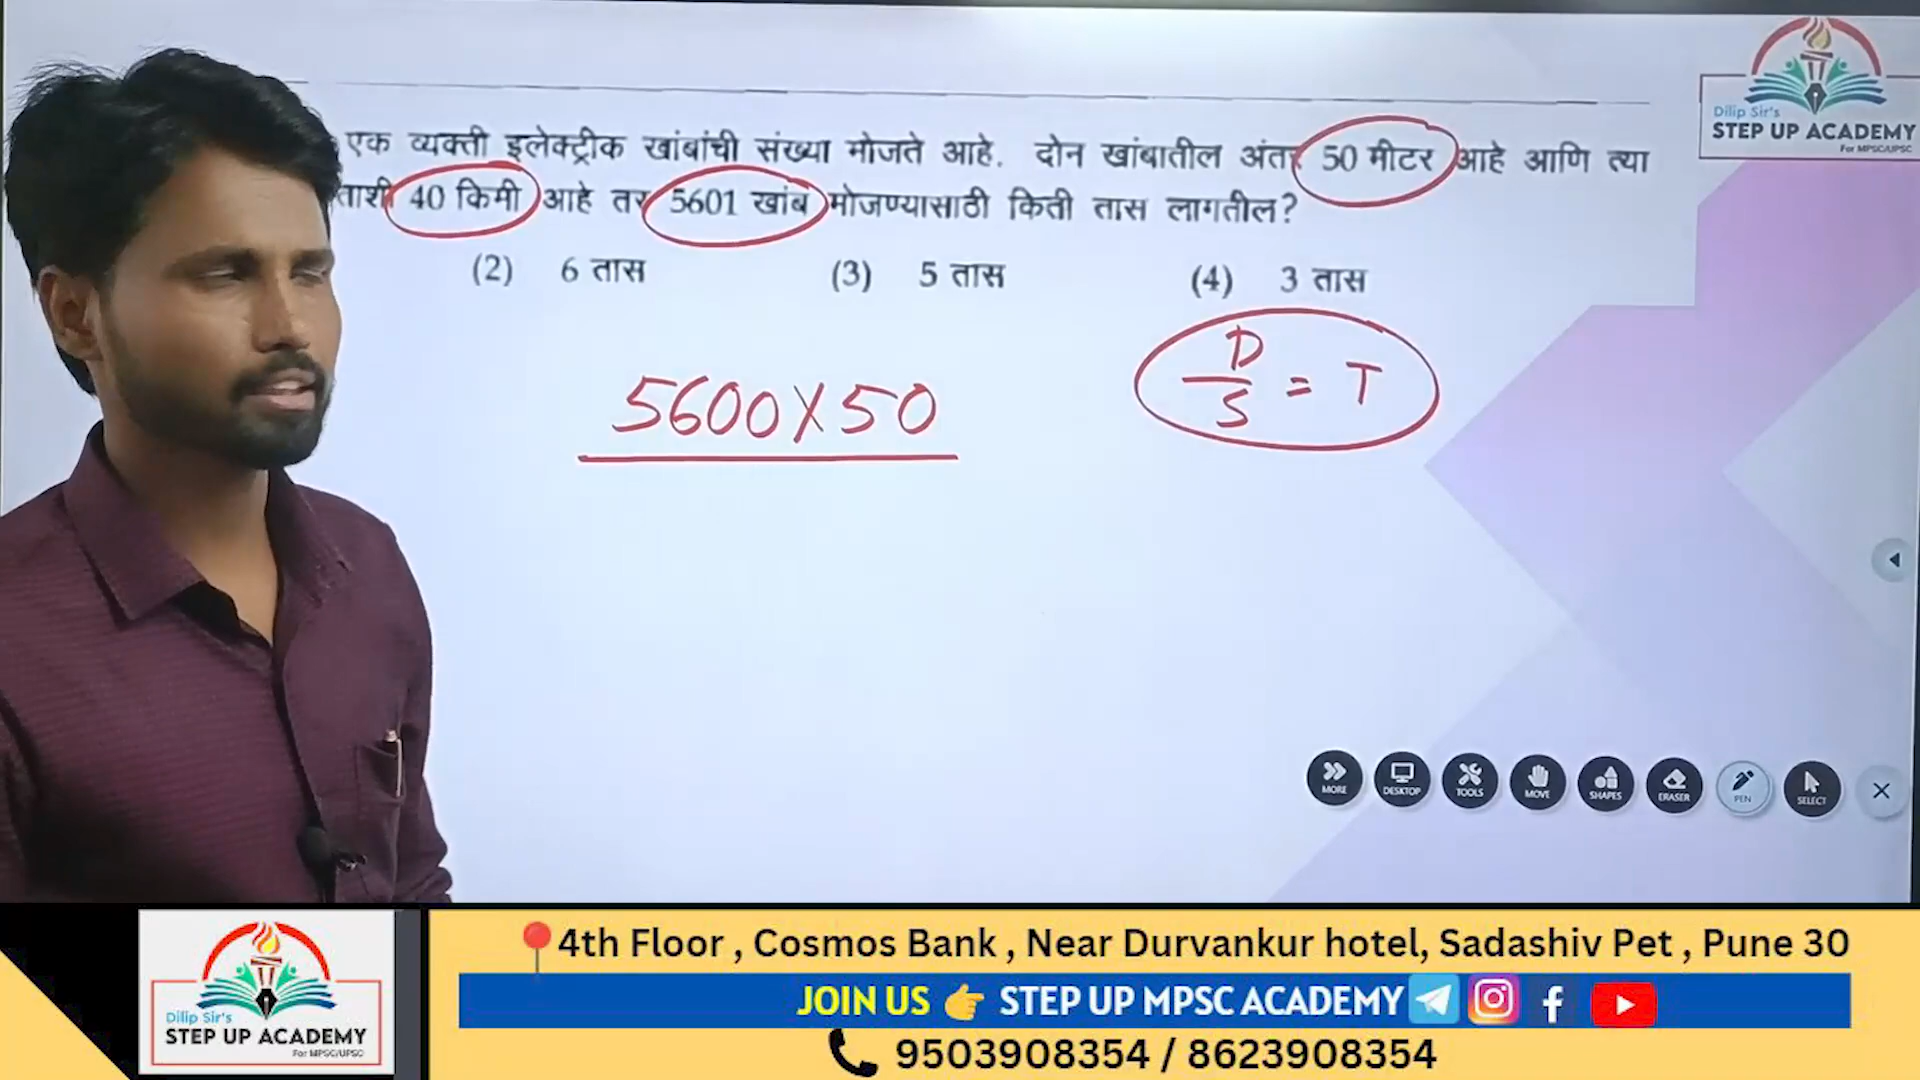 Dilip Sir's
STEP UP ACADEMY
For MPSC/UPSC
एक व्यक्ती इलेक्ट्रीक खांबांची संख्या मोजते आहे. दोन खांबातील अंतर 50 मीटर आहे आणि त्या
ताशी 40 किमी आहे तर 5601 खांब मोजण्यासाठी किती तास लागतील?
(2) 6 तास (3) 5 तास (4) 3 तास
D
S = T
5600 X 50
MORE DESKTOP TOOLS MOVE SHAPES ERASER PEN SELECT
4th Floor , Cosmos Bank , Near Durvankur hotel, Sadashiv Pet , Pune 30
JOIN US 👉 STEP UP MPSC ACADEMY
9503908354 / 8623908354
Dilip Sir's
STEP UP ACADEMY
For MPSC/UPSC